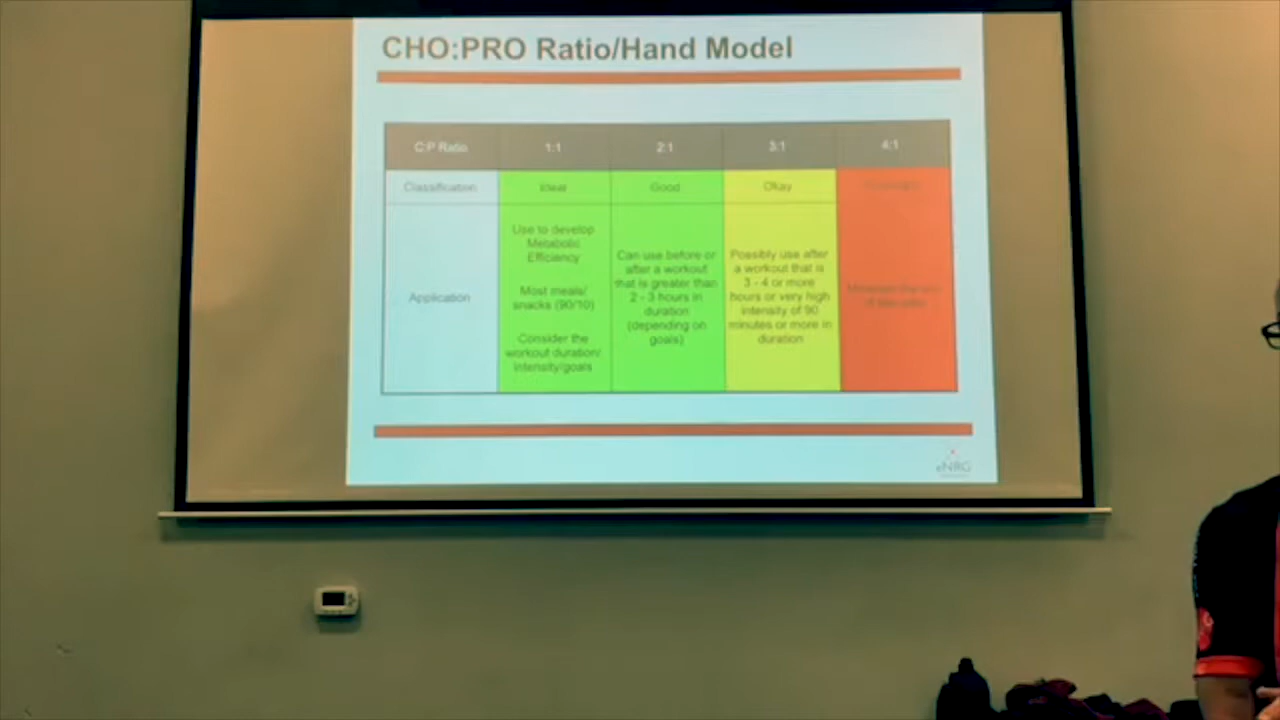 CHO:PRO Ratio/Hand Model
C:P Ratio
1:1
2:1
3:1
4:1
Classification
Ideal
Good
Okay
Application
Use to develop
Metabolic
Efficiency
Most meals/
snacks (90/10)
Consider the
workout duration/
intensity/goals
Can use before or
after a workout
that is greater than
2 - 3 hours in
duration
(depending on
goals)
Possibly use after
a workout that is
3 - 4 or more
hours or very high
intensity of 90
minutes or more in
duration
eNRG